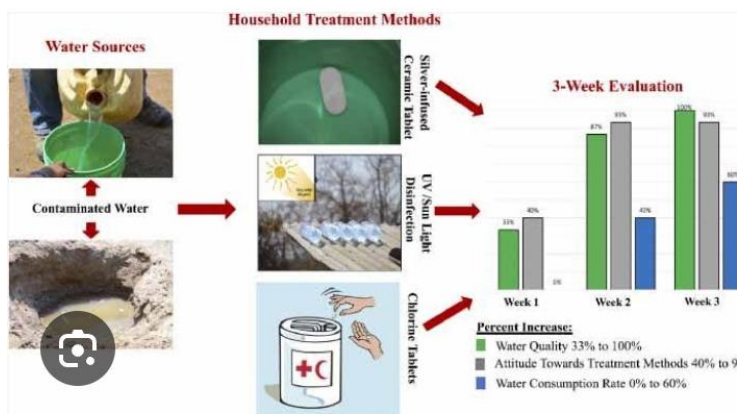 Household Treatment Methods
Water Sources
Contaminated Water
Silver-infused
Ceramic Tablet
UV /Sun Light
Disinfection
Chlorine Tablets
3-Week Evaluation
33%
40%
87%
93%
40%
100%
93%
60%
Week 1
Week 2
Week 3
Percent Increase:
Water Quality 33% to 100%
Attitude Towards Treatment Methods 40% to 9
Water Consumption Rate 0% to 60%